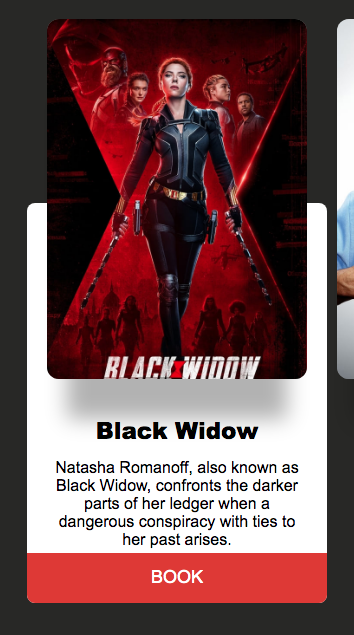 BLACK WIDOW
Black Widow
Natasha Romanoff, also known as
Black Widow, confronts the darker
parts of her ledger when a
dangerous conspiracy with ties to
her past arises.
BOOK